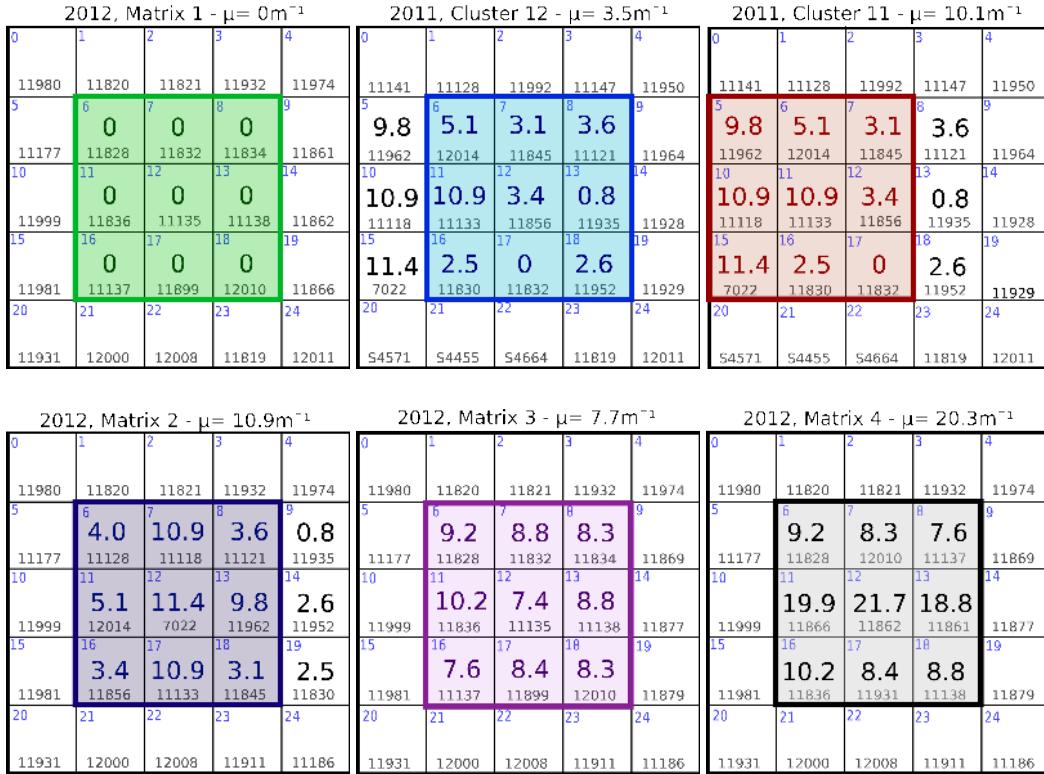 2012, Matrix 1 - μ= 0m⁻¹
0 1 2 3 4
11980 11820 11821 11932 11974
5 6 7 8 9
0 0 0
11177 11828 11832 11834 11861
10 11 12 13 14
0 0 0
11999 11836 11135 11138 11862
15 16 17 18 19
0 0 0
11981 11137 11899 12010 11866
20 21 22 23 24
11931 12000 12008 11819 12011
2011, Cluster 12 - μ= 3.5m⁻¹
0 1 2 3 4
11141 11128 11992 11147 11950
5 6 7 8 9
9.8 5.1 3.1 3.6
11962 12014 11845 11121 11964
10 11 12 13 14
10.9 10.9 3.4 0.8
11118 11133 11856 11935 11928
15 16 17 18 19
11.4 2.5 0 2.6
7022 11830 11832 11952 11929
20 21 22 23 24
S4571 S4455 S4664 11819 12011
2011, Cluster 11 - μ= 10.1m⁻¹
0 1 2 3 4
11141 11128 11992 11147 11950
5 6 7 8 9
9.8 5.1 3.1 3.6
11962 12014 11845 11121 11964
10 11 12 13 14
10.9 10.9 3.4 0.8
11118 11133 11856 11935 11928
15 16 17 18 19
11.4 2.5 0 2.6
7022 11830 11832 11952 11929
20 21 22 23 24
S4571 S4455 S4664 11819 12011
2012, Matrix 2 - μ= 10.9m⁻¹
0 1 2 3 4
11980 11820 11821 11932 11974
5 6 7 8 9
4.0 10.9 3.6 0.8
11177 11128 11118 11121 11935
10 11 12 13 14
5.1 11.4 9.8 2.6
11999 12014 7022 11962 11952
15 16 17 18 19
3.4 10.9 3.1 2.5
11981 11856 11133 11845 11830
20 21 22 23 24
11931 12000 12008 11911 11186
2012, Matrix 3 - μ= 7.7m⁻¹
0 1 2 3 4
11980 11820 11821 11932 11974
5 6 7 8 9
9.2 8.8 8.3
11177 11828 11832 11834 11869
10 11 12 13 14
10.2 7.4 8.8
11999 11836 11135 11138 11877
15 16 17 18 19
7.6 8.4 8.3
11981 11137 11899 12010 11879
20 21 22 23 24
11931 12000 12008 11911 11186
2012, Matrix 4 - μ= 20.3m⁻¹
0 1 2 3 4
11980 11820 11821 11932 11974
5 6 7 8 9
9.2 8.3 7.6
11177 11828 12010 11137 11869
10 11 12 13 14
19.9 21.7 18.8
11999 11866 11862 11861 11877
15 16 17 18 19
10.2 8.4 8.8
11981 11836 11931 11138 11879
20 21 22 23 24
11931 12000 12008 11911 11186